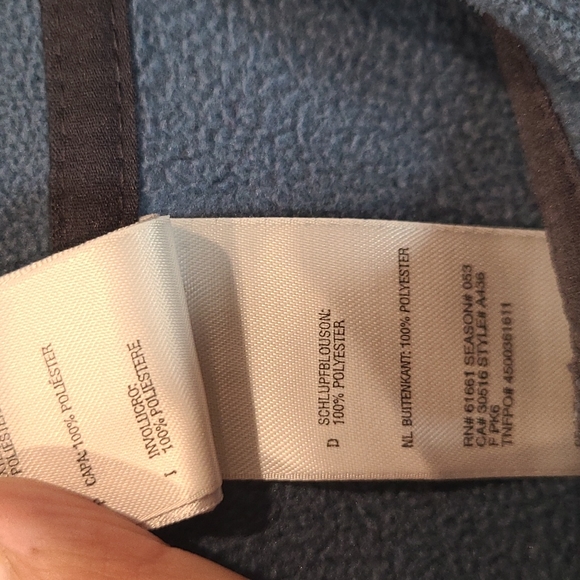 CAPA: 100% POLIÉSTER
I INVOLUCRO:
100% POLIESTERE
D SCHLUPFBLOUSON:
100% POLYESTER
NL BUITENKANT: 100% POLYESTER
RN# 61661 SEASON# 053
CA# 30516 STYLE# A436
F PK6
TNFPO# 4500361611